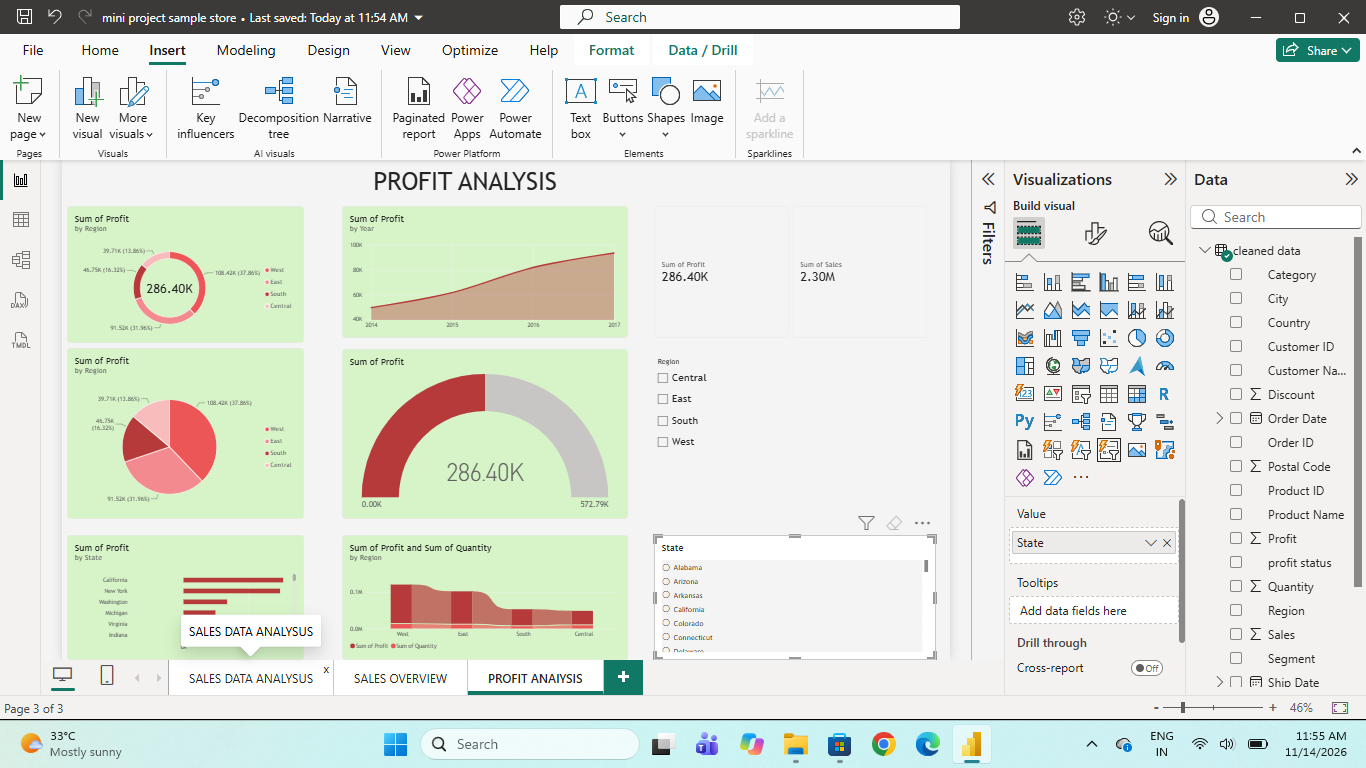 mini project sample store • Last saved: Today at 11:54 AM
Search
Sign in
File Home Insert Modeling Design View Optimize Help Format Data / Drill
Share
New page
New visual
More visuals
Key influencers
Decomposition tree
Narrative
Paginated report
Power Apps
Power Automate
Text box
Buttons
Shapes
Image
Add a sparkline
Pages
Visuals
AI visuals
Power Platform
Elements
Sparklines
DAX
TMDL
PROFIT ANALYSIS
Sum of Profit
by Region
39.71K (13.86%)
46.75K (16.32%)
108.42K (37.86%)
91.52K (31.96%)
286.40K
West
East
South
Central
Sum of Profit
by Year
100K
80K
60K
40K
2014 2015 2016 2017
Sum of Profit
286.40K
Sum of Sales
2.30M
Sum of Profit
by Region
39.71K (13.86%)
46.75K
(16.32%)
108.42K (37.86%)
91.52K (31.96%)
West
East
South
Central
Sum of Profit
286.40K
0.00K
572.79K
Region
Central
East
South
West
Sum of Profit
by State
California
New York
Washington
Michigan
Virginia
Indiana
Sum of Profit and Sum of Quantity
by Region
0.1M
0.0M
West East South Central
Sum of Profit Sum of Quantity
State
Alabama
Arizona
Arkansas
California
Colorado
Connecticut
Delaware
SALES DATA ANALYSUS
SALES DATA ANALYSUS x
SALES OVERVIEW
PROFIT ANAIYSIS
+
Page 3 of 3
- + 46%
Filters
Visualizations
Build visual
123
R
Py
Value
State
Tooltips
Add data fields here
Drill through
Cross-report
Off
Data
Search
cleaned data
Category
City
Country
Customer ID
Customer Na...
Discount
Order Date
Order ID
Postal Code
Product ID
Product Name
Profit
profit status
Quantity
Region
Sales
Segment
Ship Date
33°C
Mostly sunny
Search
ENG
IN
11:55 AM
11/14/2026